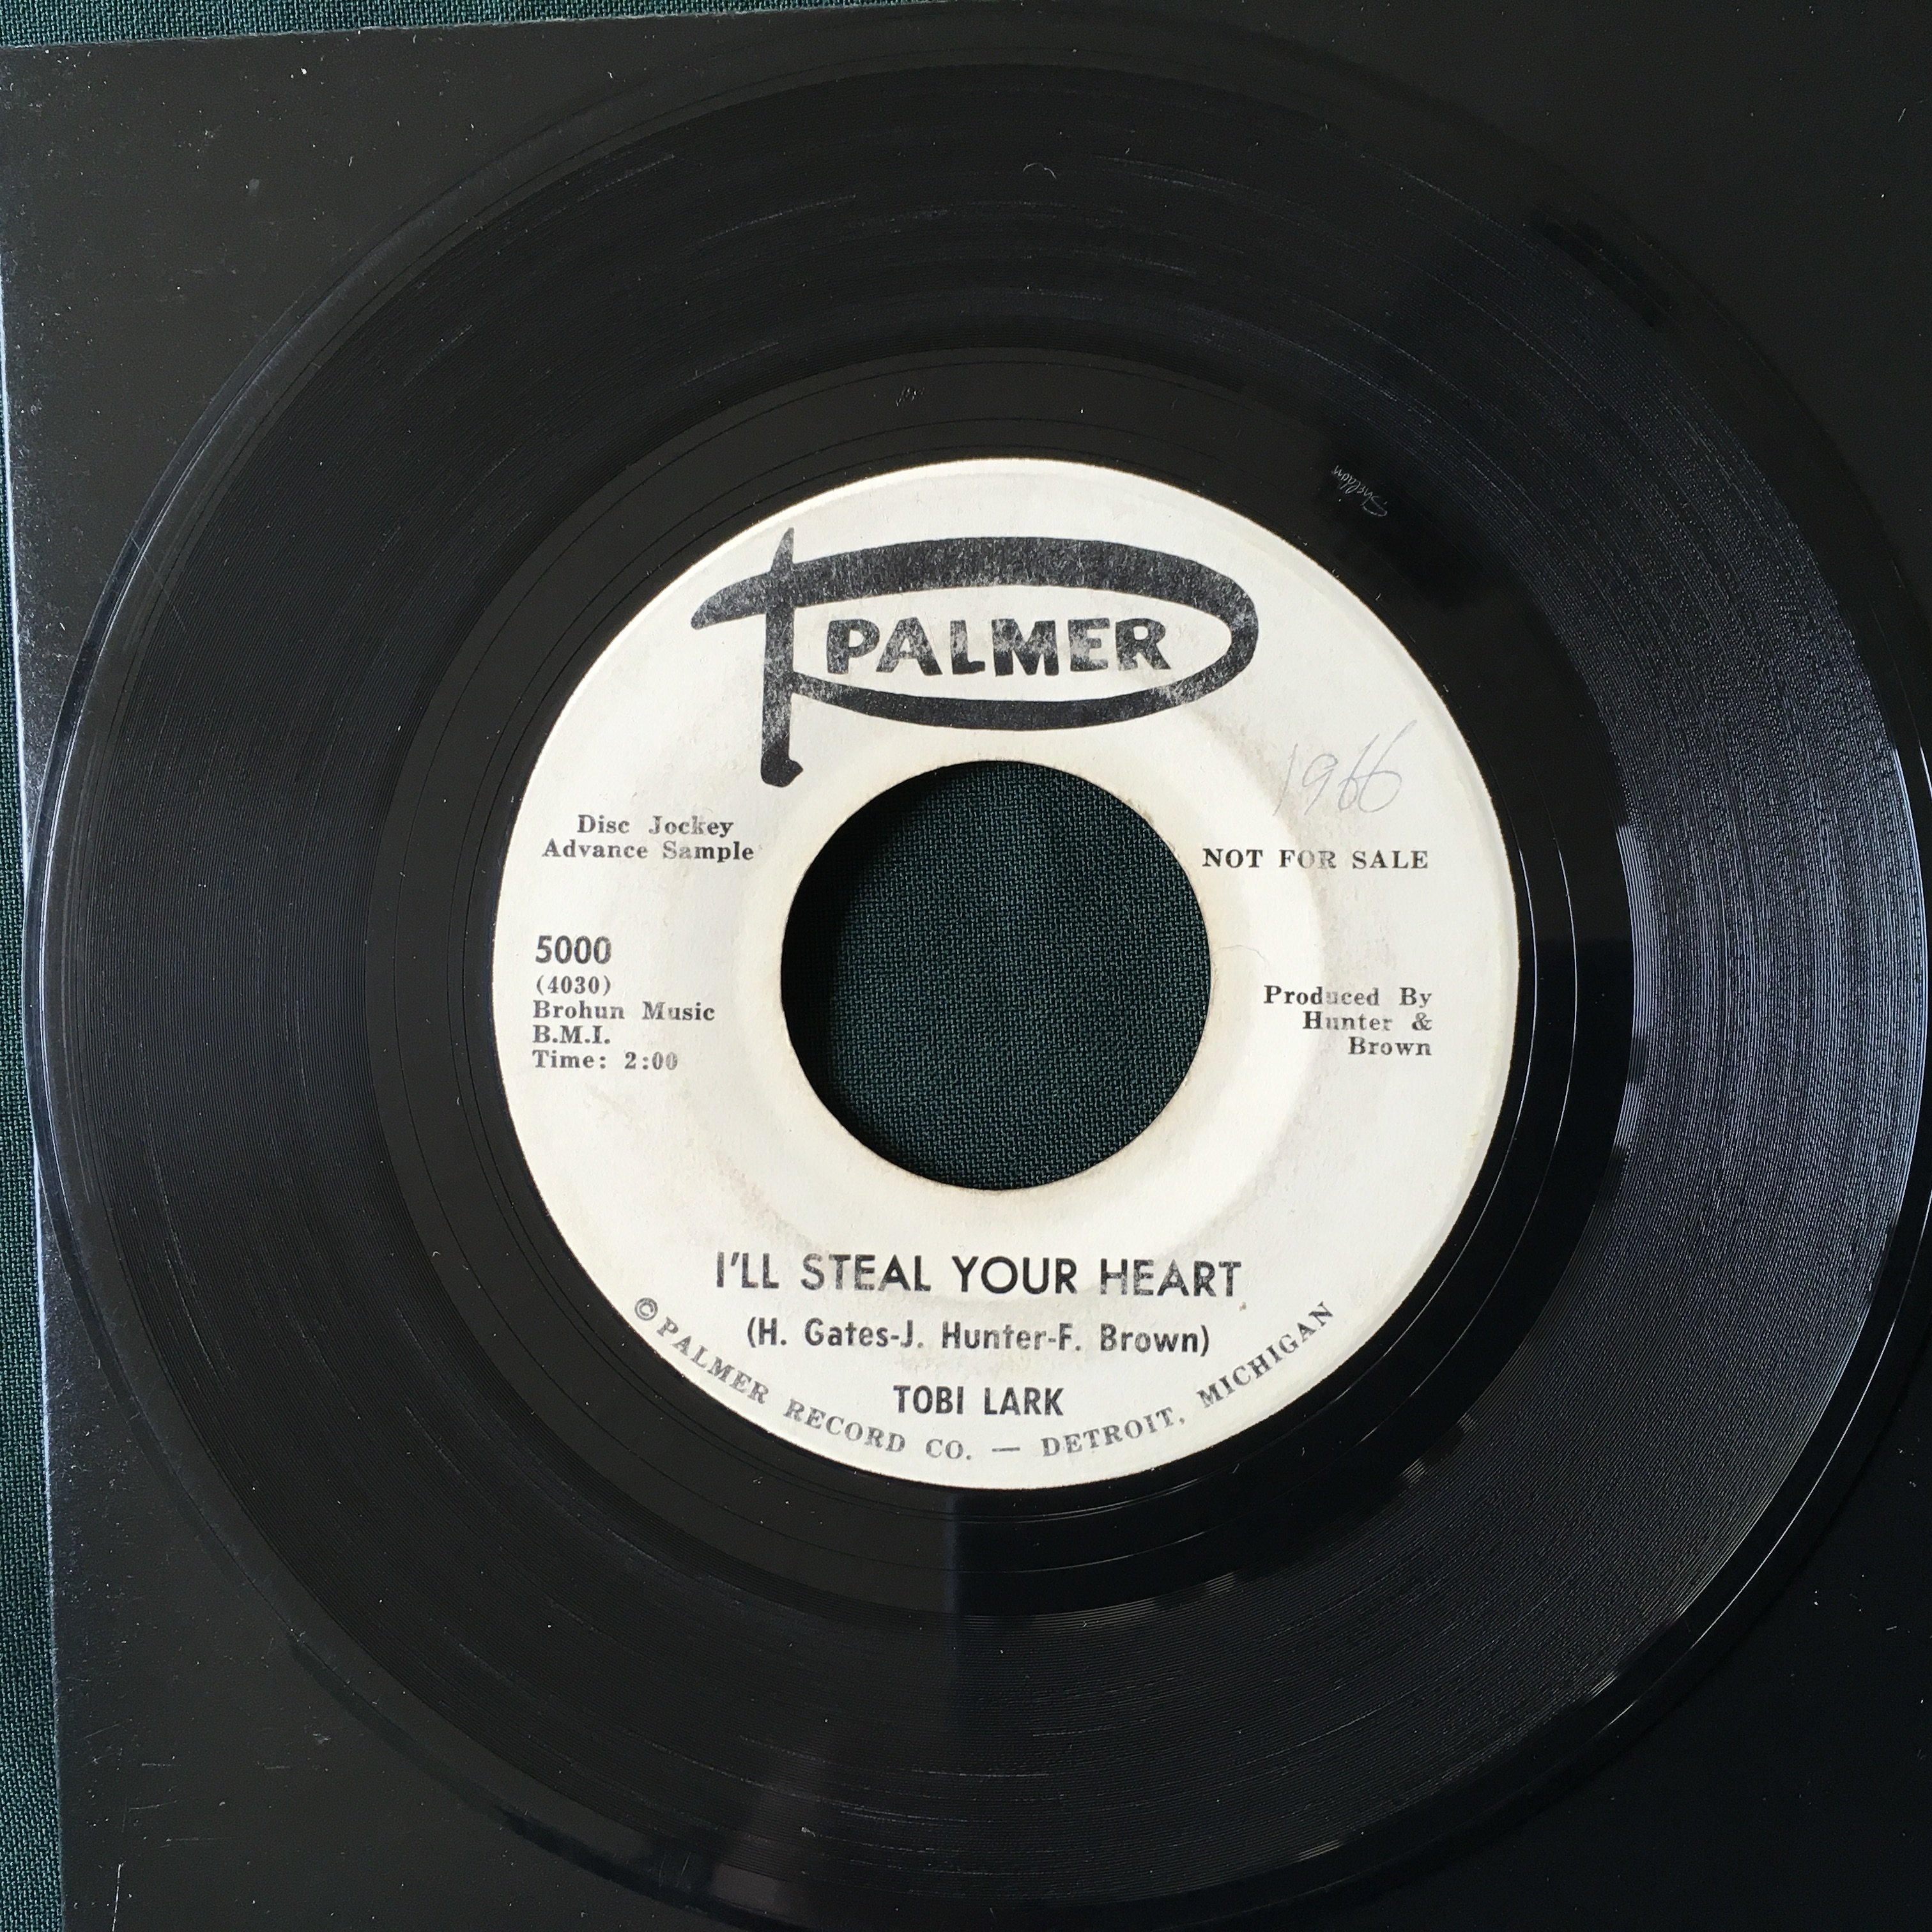 PALMER
1966
Disc Jockey
Advance Sample
NOT FOR SALE
5000
(4030)
Brohun Music
B.M.I.
Time: 2:00
Produced By
Hunter &
Brown
I'LL STEAL YOUR HEART
(H. Gates-J. Hunter-F. Brown)
TOBI LARK
© PALMER RECORD CO. — DETROIT, MICHIGAN
Sheldon